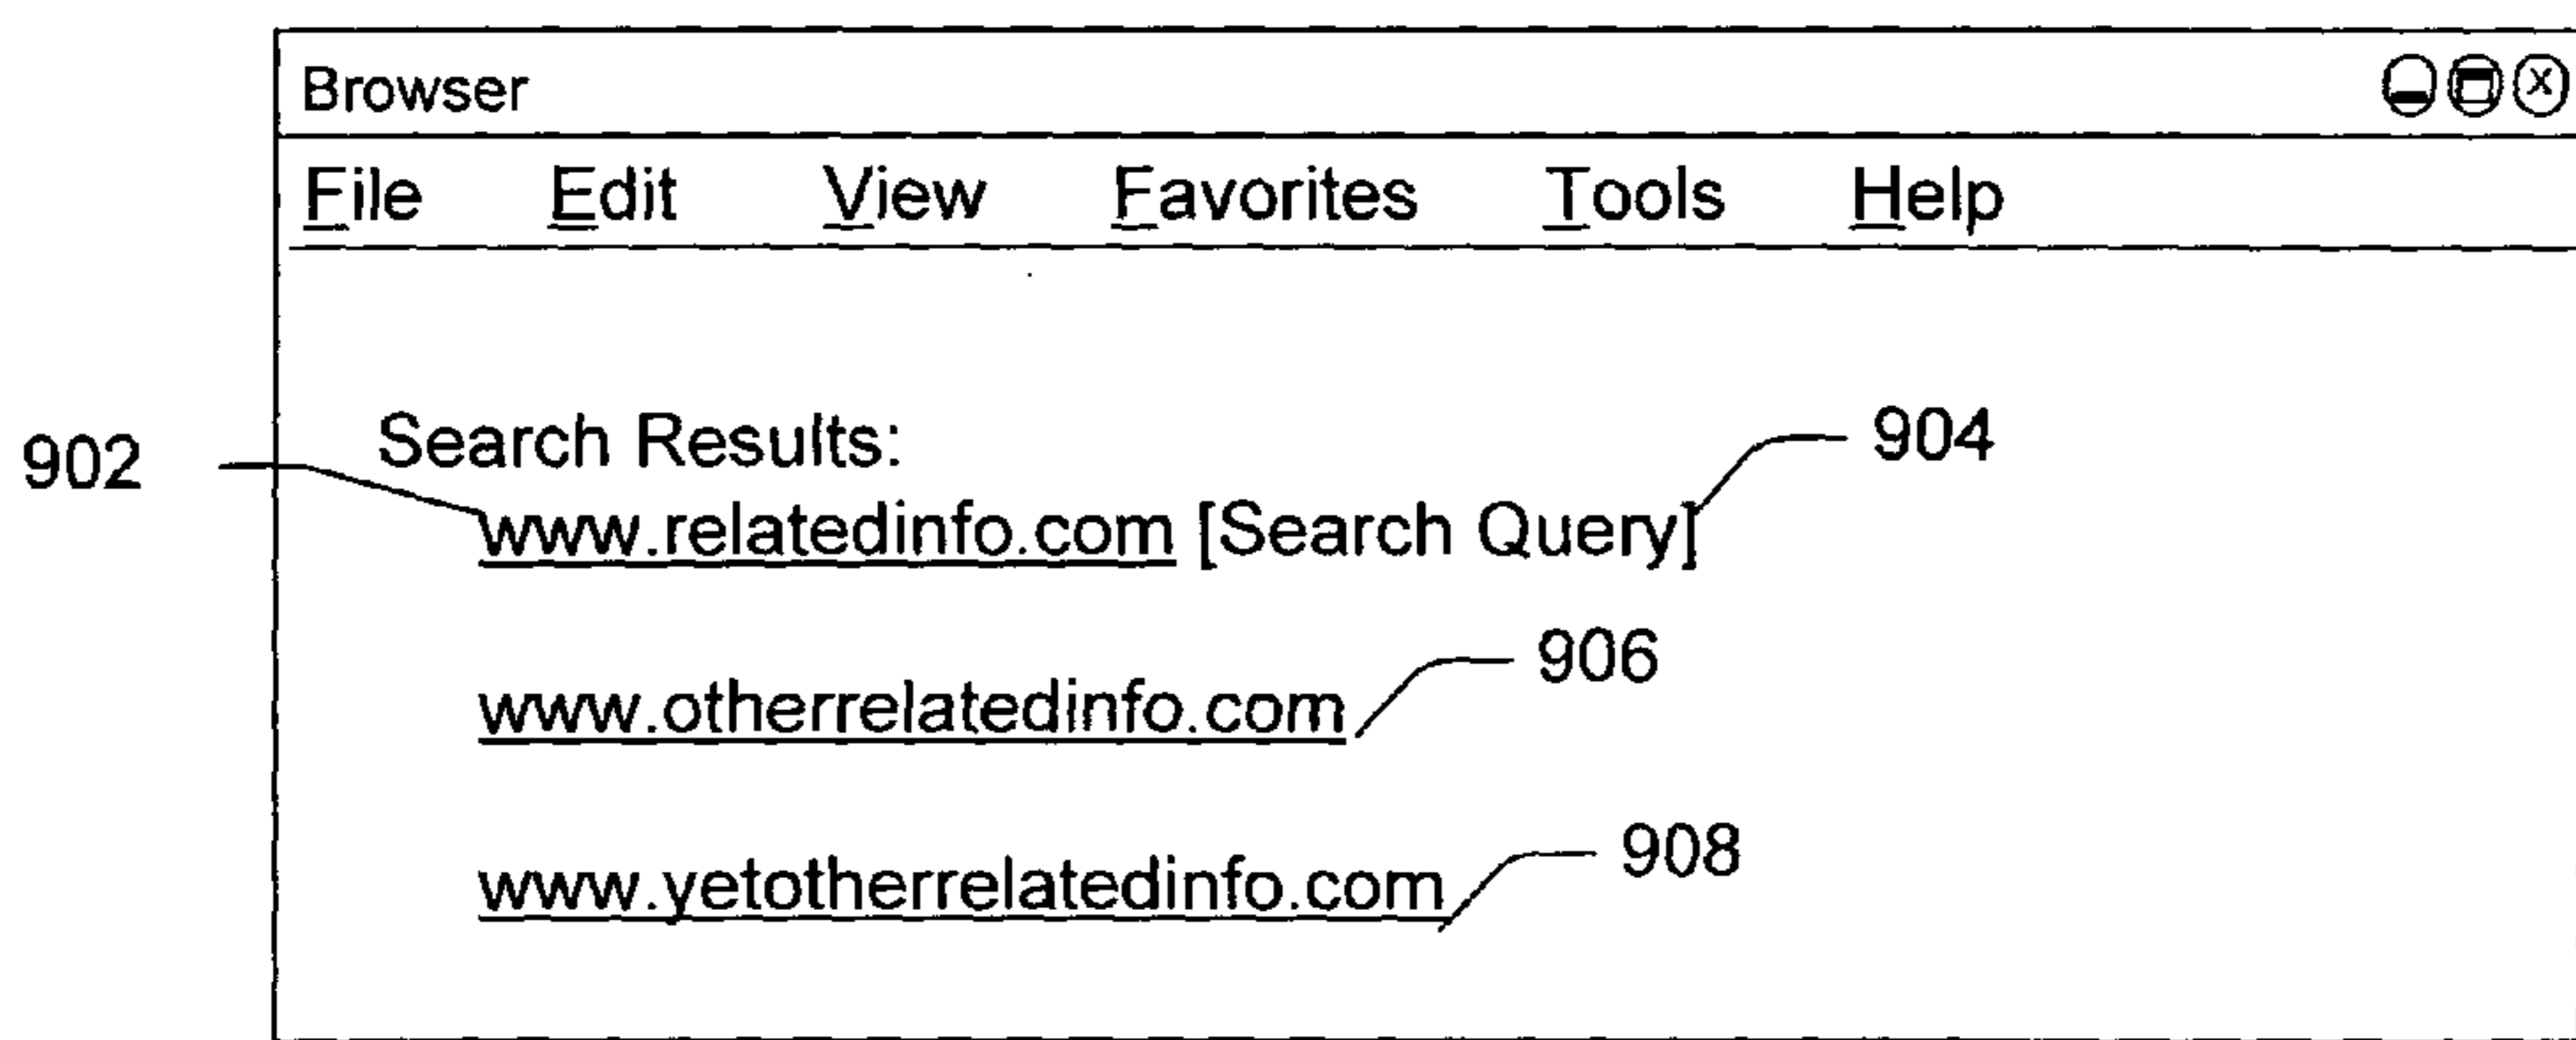 Browser
File Edit View Favorites Tools Help
902 Search Results: 904
www.relatedinfo.com [Search Query]
906
www.otherrelatedinfo.com
908
www.yetotherrelatedinfo.com